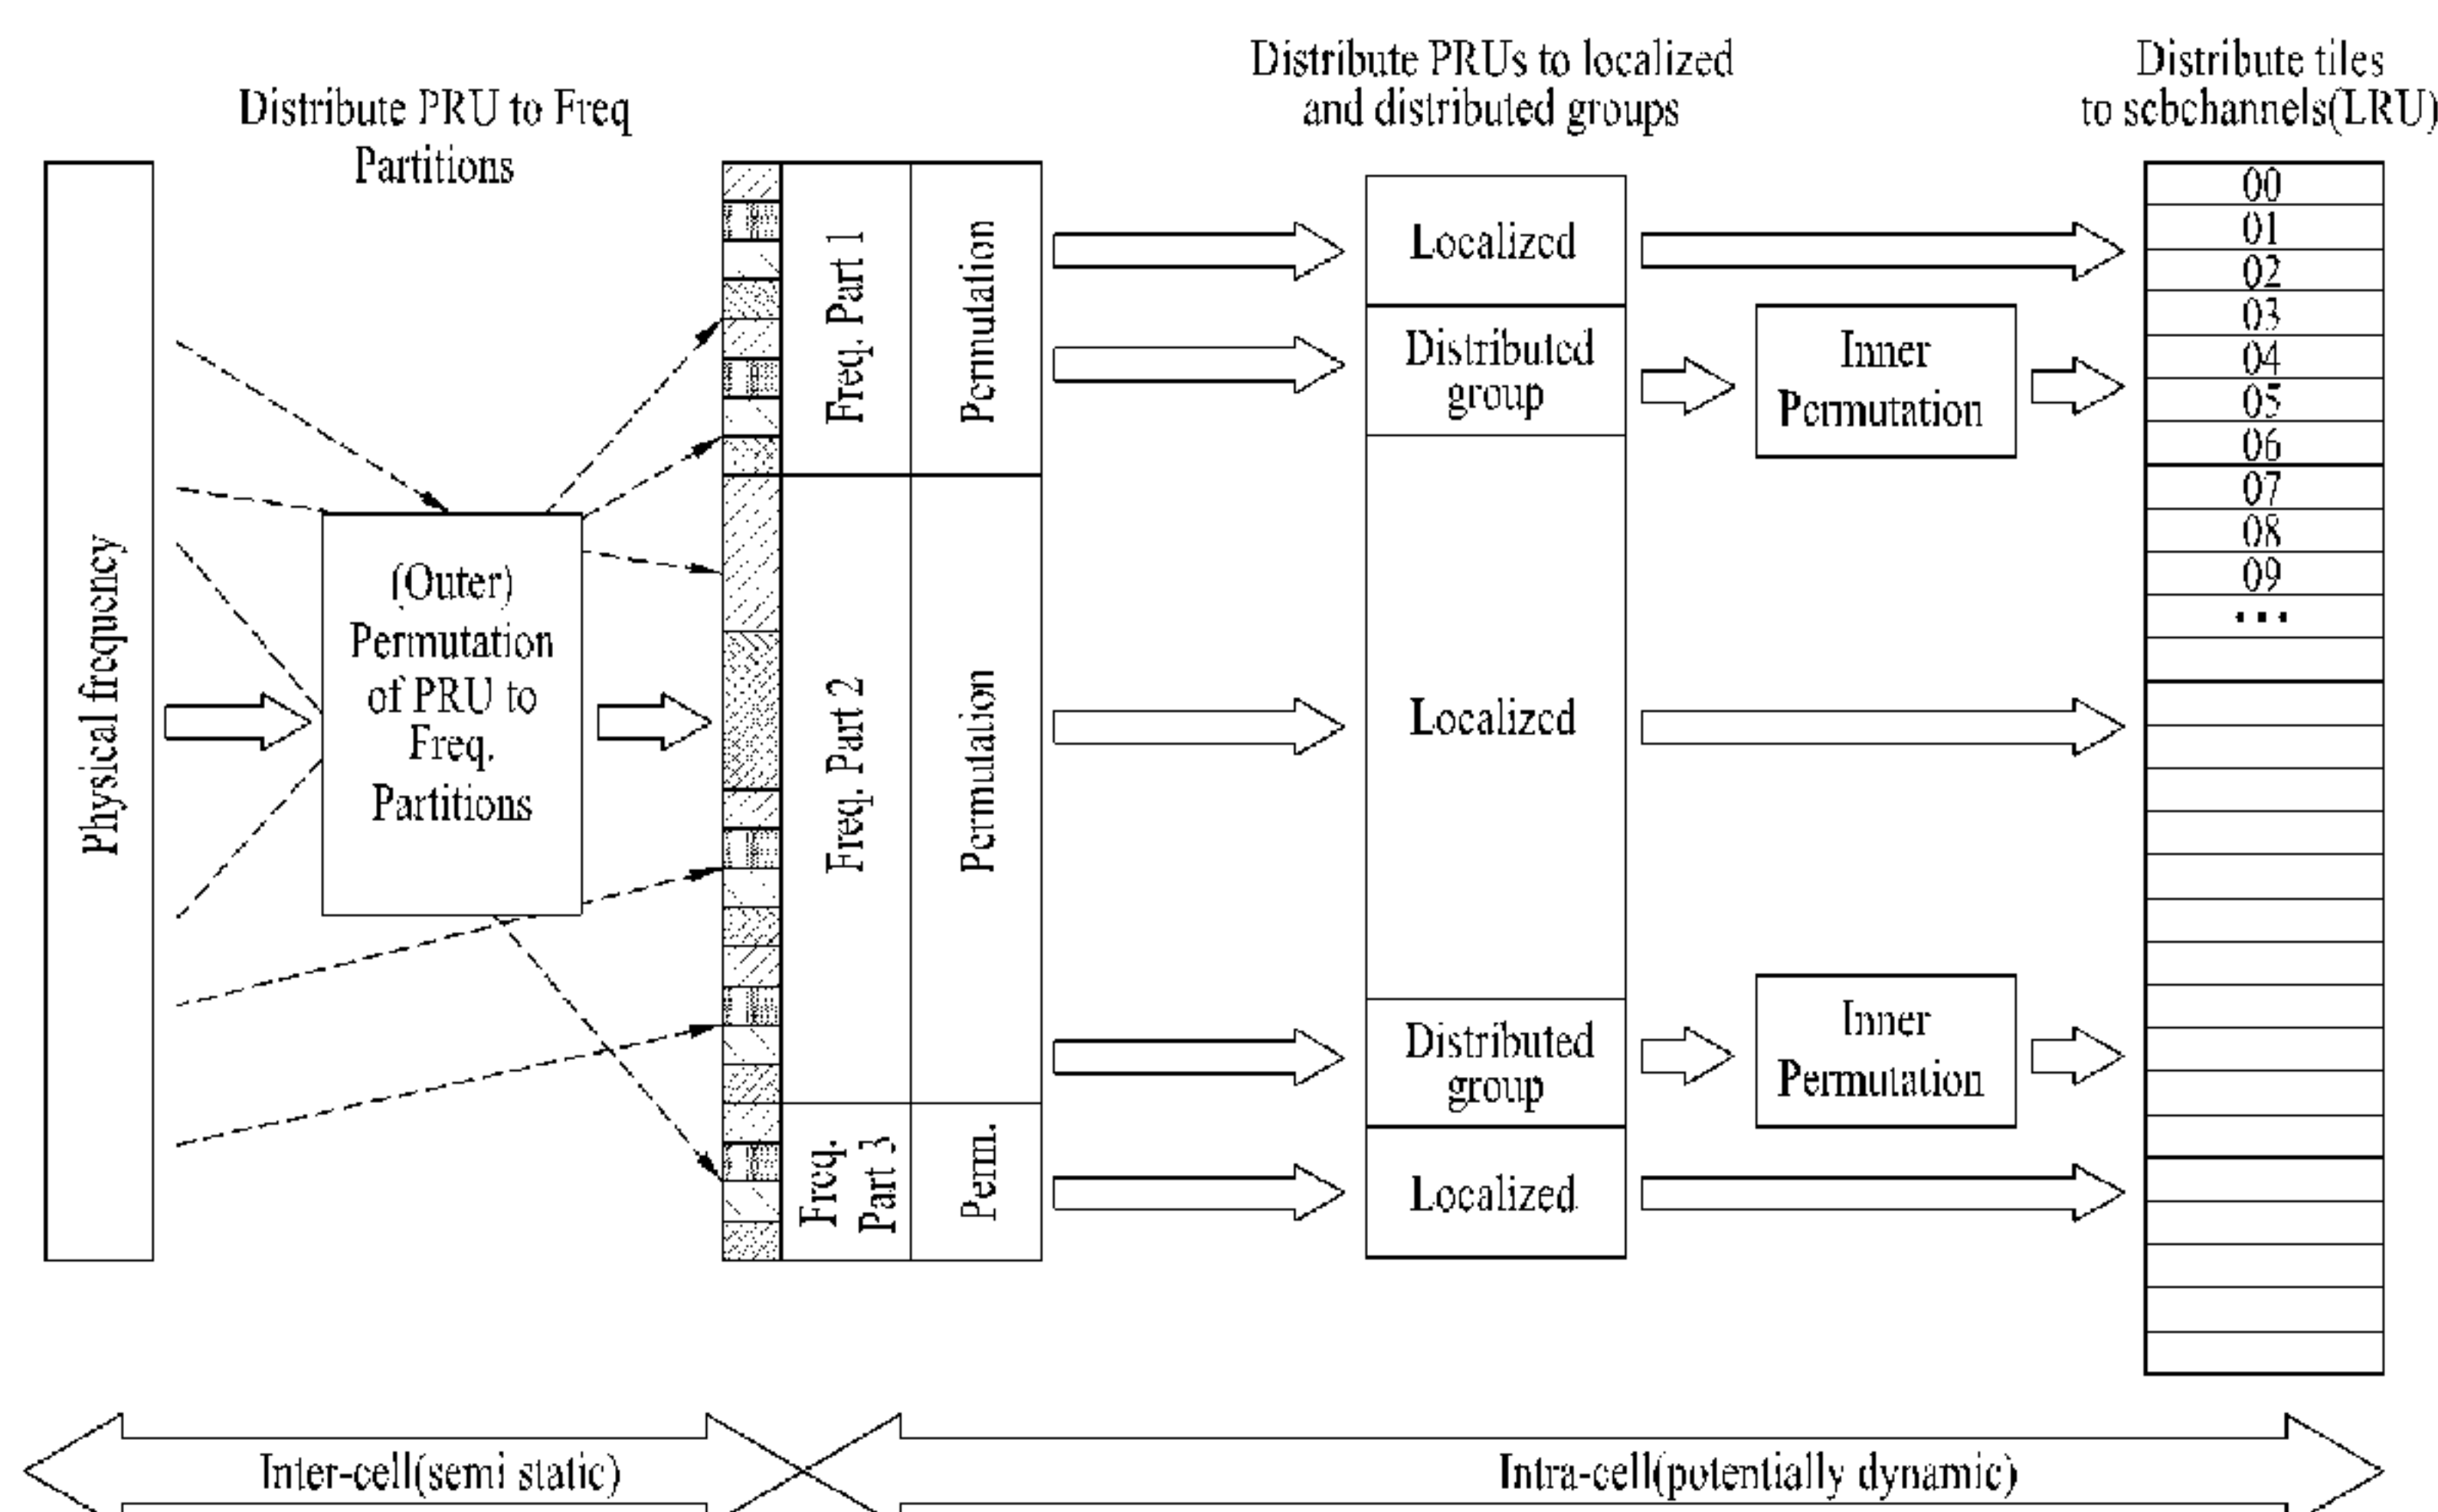 Distribute PRU to Freq
Partitions
Distribute PRUs to localized
and distributed groups
Distribute tiles
to scbchannels(LRU)
Physical frequency
(Outer)
Permutation
of PRU to
Freq.
Partitions
Freq. Part 1
Permutation
Freq. Part 2
Permutation
Freq.
Part 3
Perm.
Localized
Distributed
group
Localized
Distributed
group
Localized
Inner
Permutation
Inner
Permutation
00
01
02
03
04
05
06
07
08
09
...
Inter-cell(semi static)
Intra-cell(potentially dynamic)